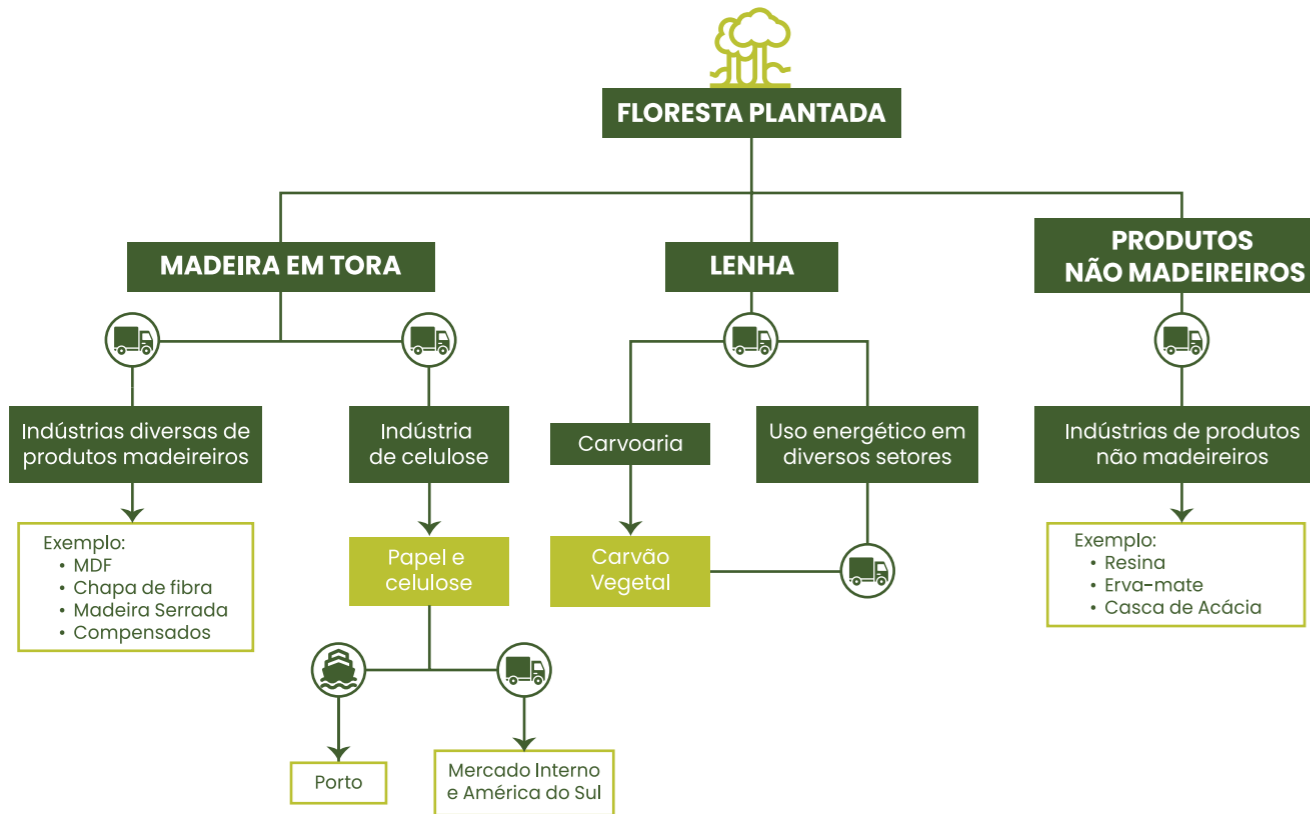 FLORESTA PLANTADA
MADEIRA EM TORA
LENHA
PRODUTOS
NÃO MADEIREIROS
Indústrias diversas de
produtos madeireiros
Indústria
de celulose
Carvoaria
Uso energético em
diversos setores
Indústrias de produtos
não madeireiros
Exemplo:
• MDF
• Chapa de fibra
• Madeira Serrada
• Compensados
Papel e
celulose
Carvão
Vegetal
Exemplo:
• Resina
• Erva-mate
• Casca de Acácia
Porto
Mercado Interno
e América do Sul